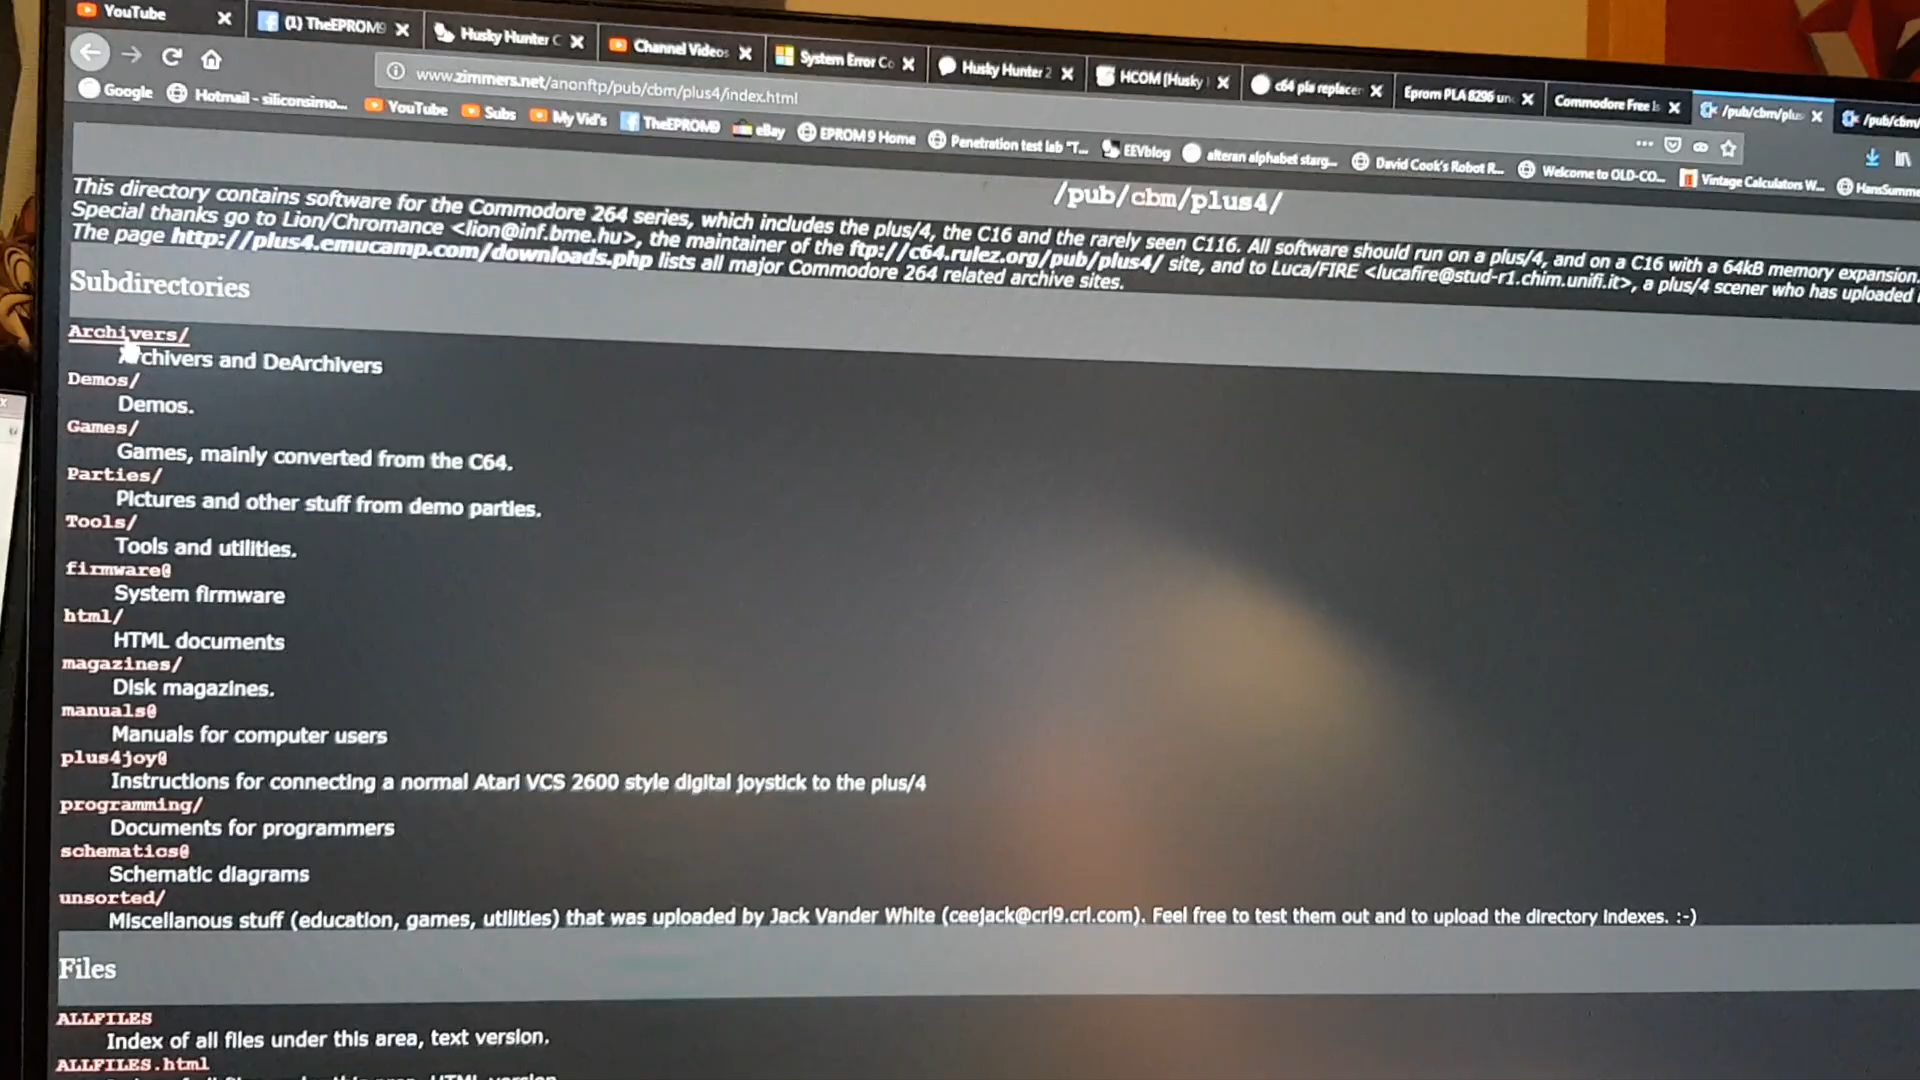 YouTube
(1) TheEPROM9
Husky Hunter C
Channel Videos
System Error Co
Husky Hunter 2
HCOM (Husky
c64 pla replacer
Eprom PLA 8296 un
Commodore Free Is
/pub/cbm/plus
/pub/cbm/
www.zimmers.net/anonftp/pub/cbm/plus4/index.html
Google
Hotmail - siliconsimo...
YouTube
Subs
My Vid's
TheEPROM9
eBay
EPROM 9 Home
Penetration test lab "T...
EEVblog
alteran alphabet starg...
David Cook's Robot R...
Welcome to OLD-CO...
Vintage Calculators W...
HansSumme
/pub/cbm/plus4/
This directory contains software for the Commodore 264 series, which includes the plus/4, the C16 and the rarely seen C116. All software should run on a plus/4, and on a C16 with a 64kB memory expansion.
Special thanks go to Lion/Chromance <lion@inf.bme.hu>, the maintainer of the ftp://c64.rulez.org/pub/plus4/ site, and to Luca/FIRE <lucafire@stud-r1.chim.unifi.it>, a plus/4 scener who has uploaded
The page http://plus4.emucamp.com/downloads.php lists all major Commodore 264 related archive sites.
Subdirectories
Archivers/
Archivers and DeArchivers
Demos/
Demos.
Games/
Games, mainly converted from the C64.
Parties/
Pictures and other stuff from demo parties.
Tools/
Tools and utilities.
firmware@
System firmware
html/
HTML documents
magazines/
Disk magazines.
manuals@
Manuals for computer users
plus4joy@
Instructions for connecting a normal Atari VCS 2600 style digital joystick to the plus/4
programming/
Documents for programmers
schematics@
Schematic diagrams
unsorted/
Miscellanous stuff (education, games, utilities) that was uploaded by Jack Vander White (ceejack@crl9.crl.com). Feel free to test them out and to upload the directory indexes. :-)
Files
ALLFILES
Index of all files under this area, text version.
ALLFILES.html